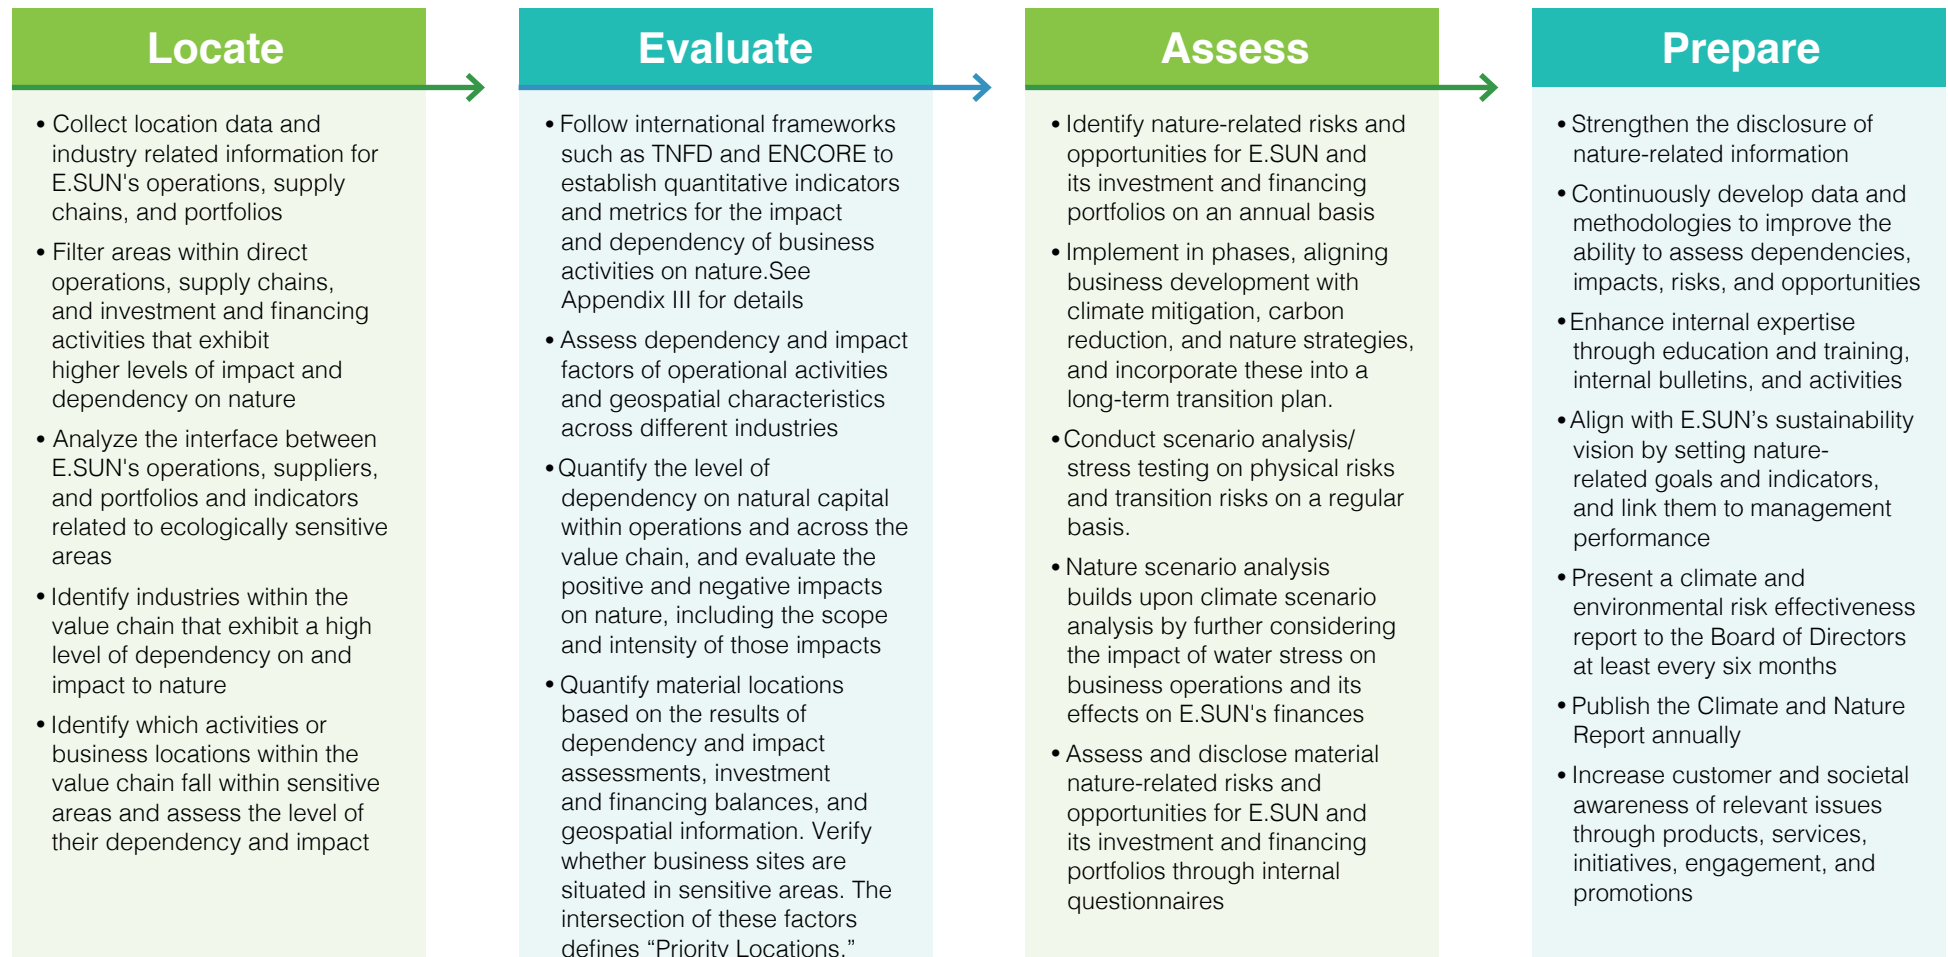 Locate
• Collect location data and
industry related information for
E.SUN's operations, supply
chains, and portfolios
• Filter areas within direct
operations, supply chains,
and investment and financing
activities that exhibit
higher levels of impact and
dependency on nature
• Analyze the interface between
E.SUN's operations, suppliers,
and portfolios and indicators
related to ecologically sensitive
areas
• Identify industries within the
value chain that exhibit a high
level of dependency on and
impact to nature
• Identify which activities or
business locations within the
value chain fall within sensitive
areas and assess the level of
their dependency and impact
Evaluate
• Follow international frameworks
such as TNFD and ENCORE to
establish quantitative indicators
and metrics for the impact
and dependency of business
activities on nature.See
Appendix III for details
• Assess dependency and impact
factors of operational activities
and geospatial characteristics
across different industries
• Quantify the level of
dependency on natural capital
within operations and across the
value chain, and evaluate the
positive and negative impacts
on nature, including the scope
and intensity of those impacts
• Quantify material locations
based on the results of
dependency and impact
assessments, investment
and financing balances, and
geospatial information. Verify
whether business sites are
situated in sensitive areas. The
intersection of these factors
defines “Priority Locations.”
Assess
• Identify nature-related risks and
opportunities for E.SUN and
its investment and financing
portfolios on an annual basis
• Implement in phases, aligning
business development with
climate mitigation, carbon
reduction, and nature strategies,
and incorporate these into a
long-term transition plan.
• Conduct scenario analysis/
stress testing on physical risks
and transition risks on a regular
basis.
• Nature scenario analysis
builds upon climate scenario
analysis by further considering
the impact of water stress on
business operations and its
effects on E.SUN's finances
• Assess and disclose material
nature-related risks and
opportunities for E.SUN and
its investment and financing
portfolios through internal
questionnaires
Prepare
• Strengthen the disclosure of
nature-related information
• Continuously develop data and
methodologies to improve the
ability to assess dependencies,
impacts, risks, and opportunities
• Enhance internal expertise
through education and training,
internal bulletins, and activities
• Align with E.SUN’s sustainability
vision by setting nature-
related goals and indicators,
and link them to management
performance
• Present a climate and
environmental risk effectiveness
report to the Board of Directors
at least every six months
• Publish the Climate and Nature
Report annually
• Increase customer and societal
awareness of relevant issues
through products, services,
initiatives, engagement, and
promotions